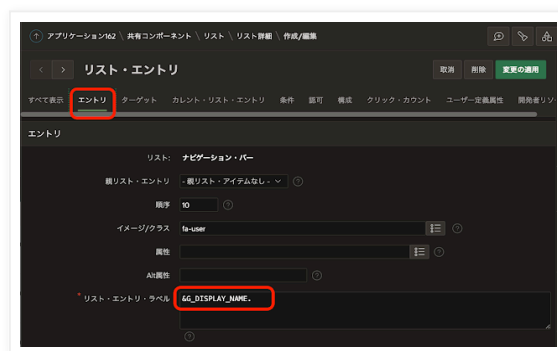 アプリケーション162 \ 共有コンポーネント \ リスト \ リスト詳細 \ 作成/編集
リスト・エントリ
取消 削除 変更の適用
すべて表示 エントリ ターゲット カレント・リスト・エントリ 条件 認可 構成 クリック・カウント ユーザー定義属性 開発者リソ
エントリ
リスト: ナビゲーション・バー
親リスト・エントリ - 親リスト・アイテムなし -
順序 10
イメージ/クラス fa-user
属性
Alt属性
* リスト・エントリ・ラベル &G_DISPLAY_NAME.